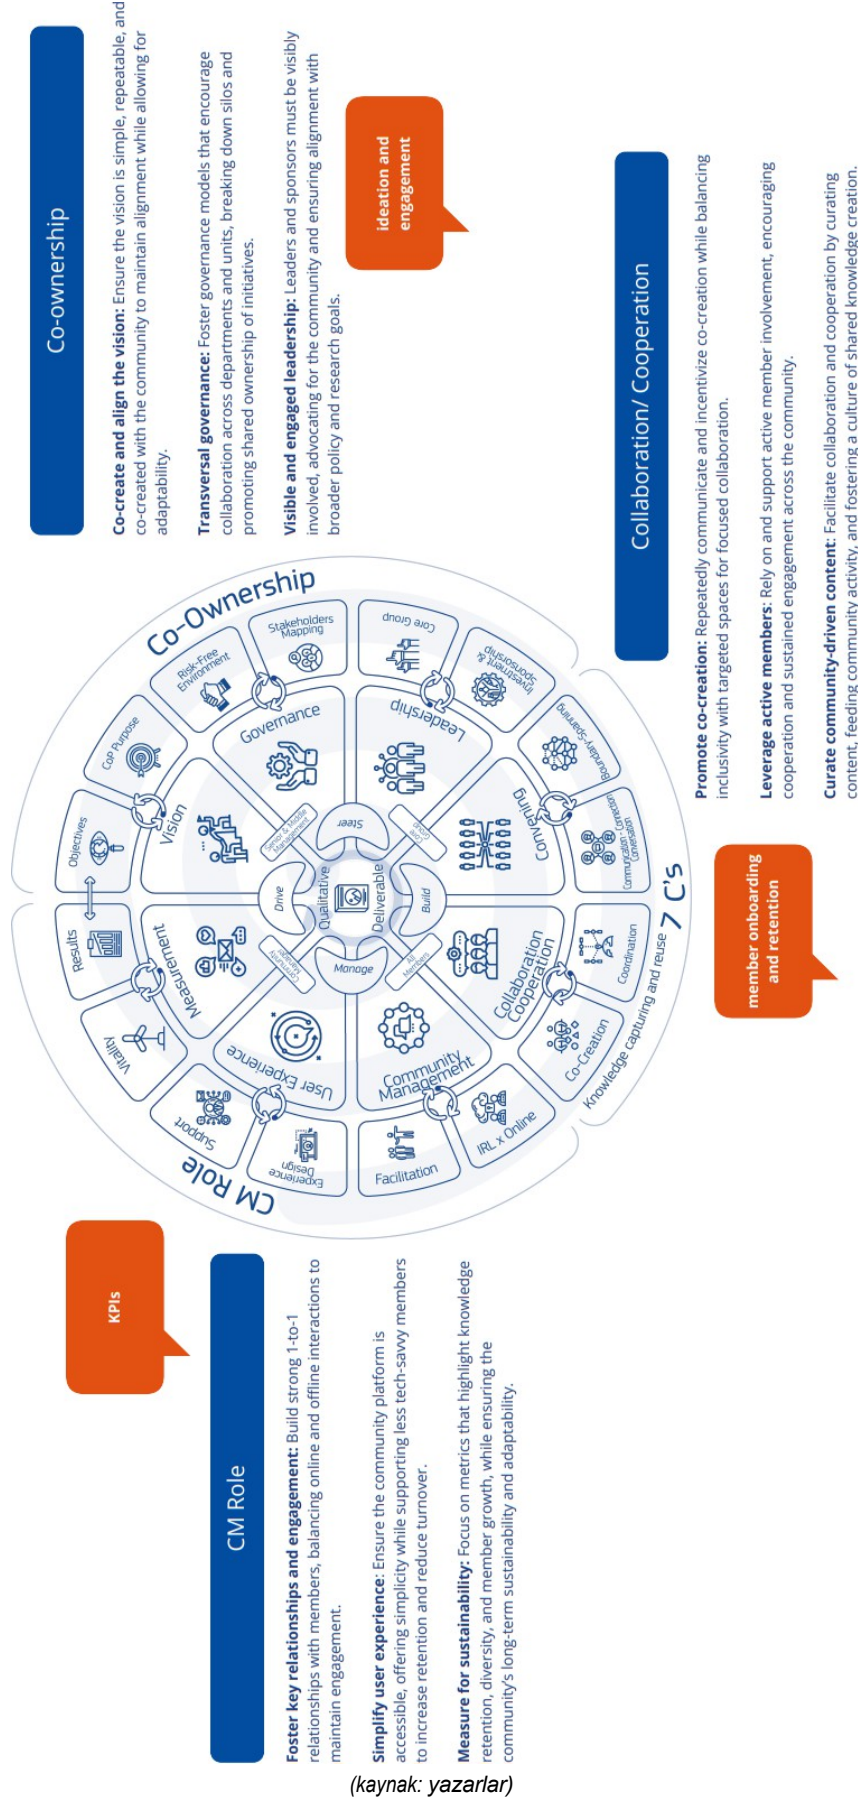 Co-ownership
Co-create and align the vision: Ensure the vision is simple, repeatable, and
co-created with the community to maintain alignment while allowing for
adaptability.
Transversal governance: Foster governance models that encourage
collaboration across departments and units, breaking down silos and
promoting shared ownership of initiatives.
Visible and engaged leadership: Leaders and sponsors must be visibly
involved, advocating for the community and ensuring alignment with
broader policy and research goals.
ideation and
engagement
Collaboration/ Cooperation
Promote co-creation: Repeatedly communicate and incentivize co-creation while balancing
inclusivity with targeted spaces for focused collaboration.
Leverage active members: Rely on and support active member involvement, encouraging
cooperation and sustained engagement across the community.
Curate community-driven content: Facilitate collaboration and cooperation by curating
content, feeding community activity, and fostering a culture of shared knowledge creation.
member onboarding
and retention
KPIs
CM Role
Foster key relationships and engagement: Build strong 1-to-1
relationships with members, balancing online and offline interactions to
maintain engagement.
Simplify user experience: Ensure the community platform is
accessible, offering simplicity while supporting less tech-savvy members
to increase retention and reduce turnover.
Measure for sustainability: Focus on metrics that highlight knowledge
retention, diversity, and member growth, while ensuring the
community's long-term sustainability and adaptability.
Co-Ownership
Objectives
CoP Purpose
Risk-Free
Environment
Stakeholders
Mapping
Core Group
Investment &
Sponsorship
Boundary-Spanning
Communication - Connection
Conversation
Coordination
Co-Creation
IRL x Online
Facilitation
Experience
Design
Support
Vitality
Results
Vision
Governance
Leadership
Convening
Collaboration
Cooperation
Community
Management
User Experience
Measurement
Senior & Middle
Management
Core
Group
All
Members
Community
Manager
Drive
Steer
Build
Manage
Qualitative
Deliverable
CM Role
Knowledge capturing and reuse
7 C's
(kaynak: yazarlar)